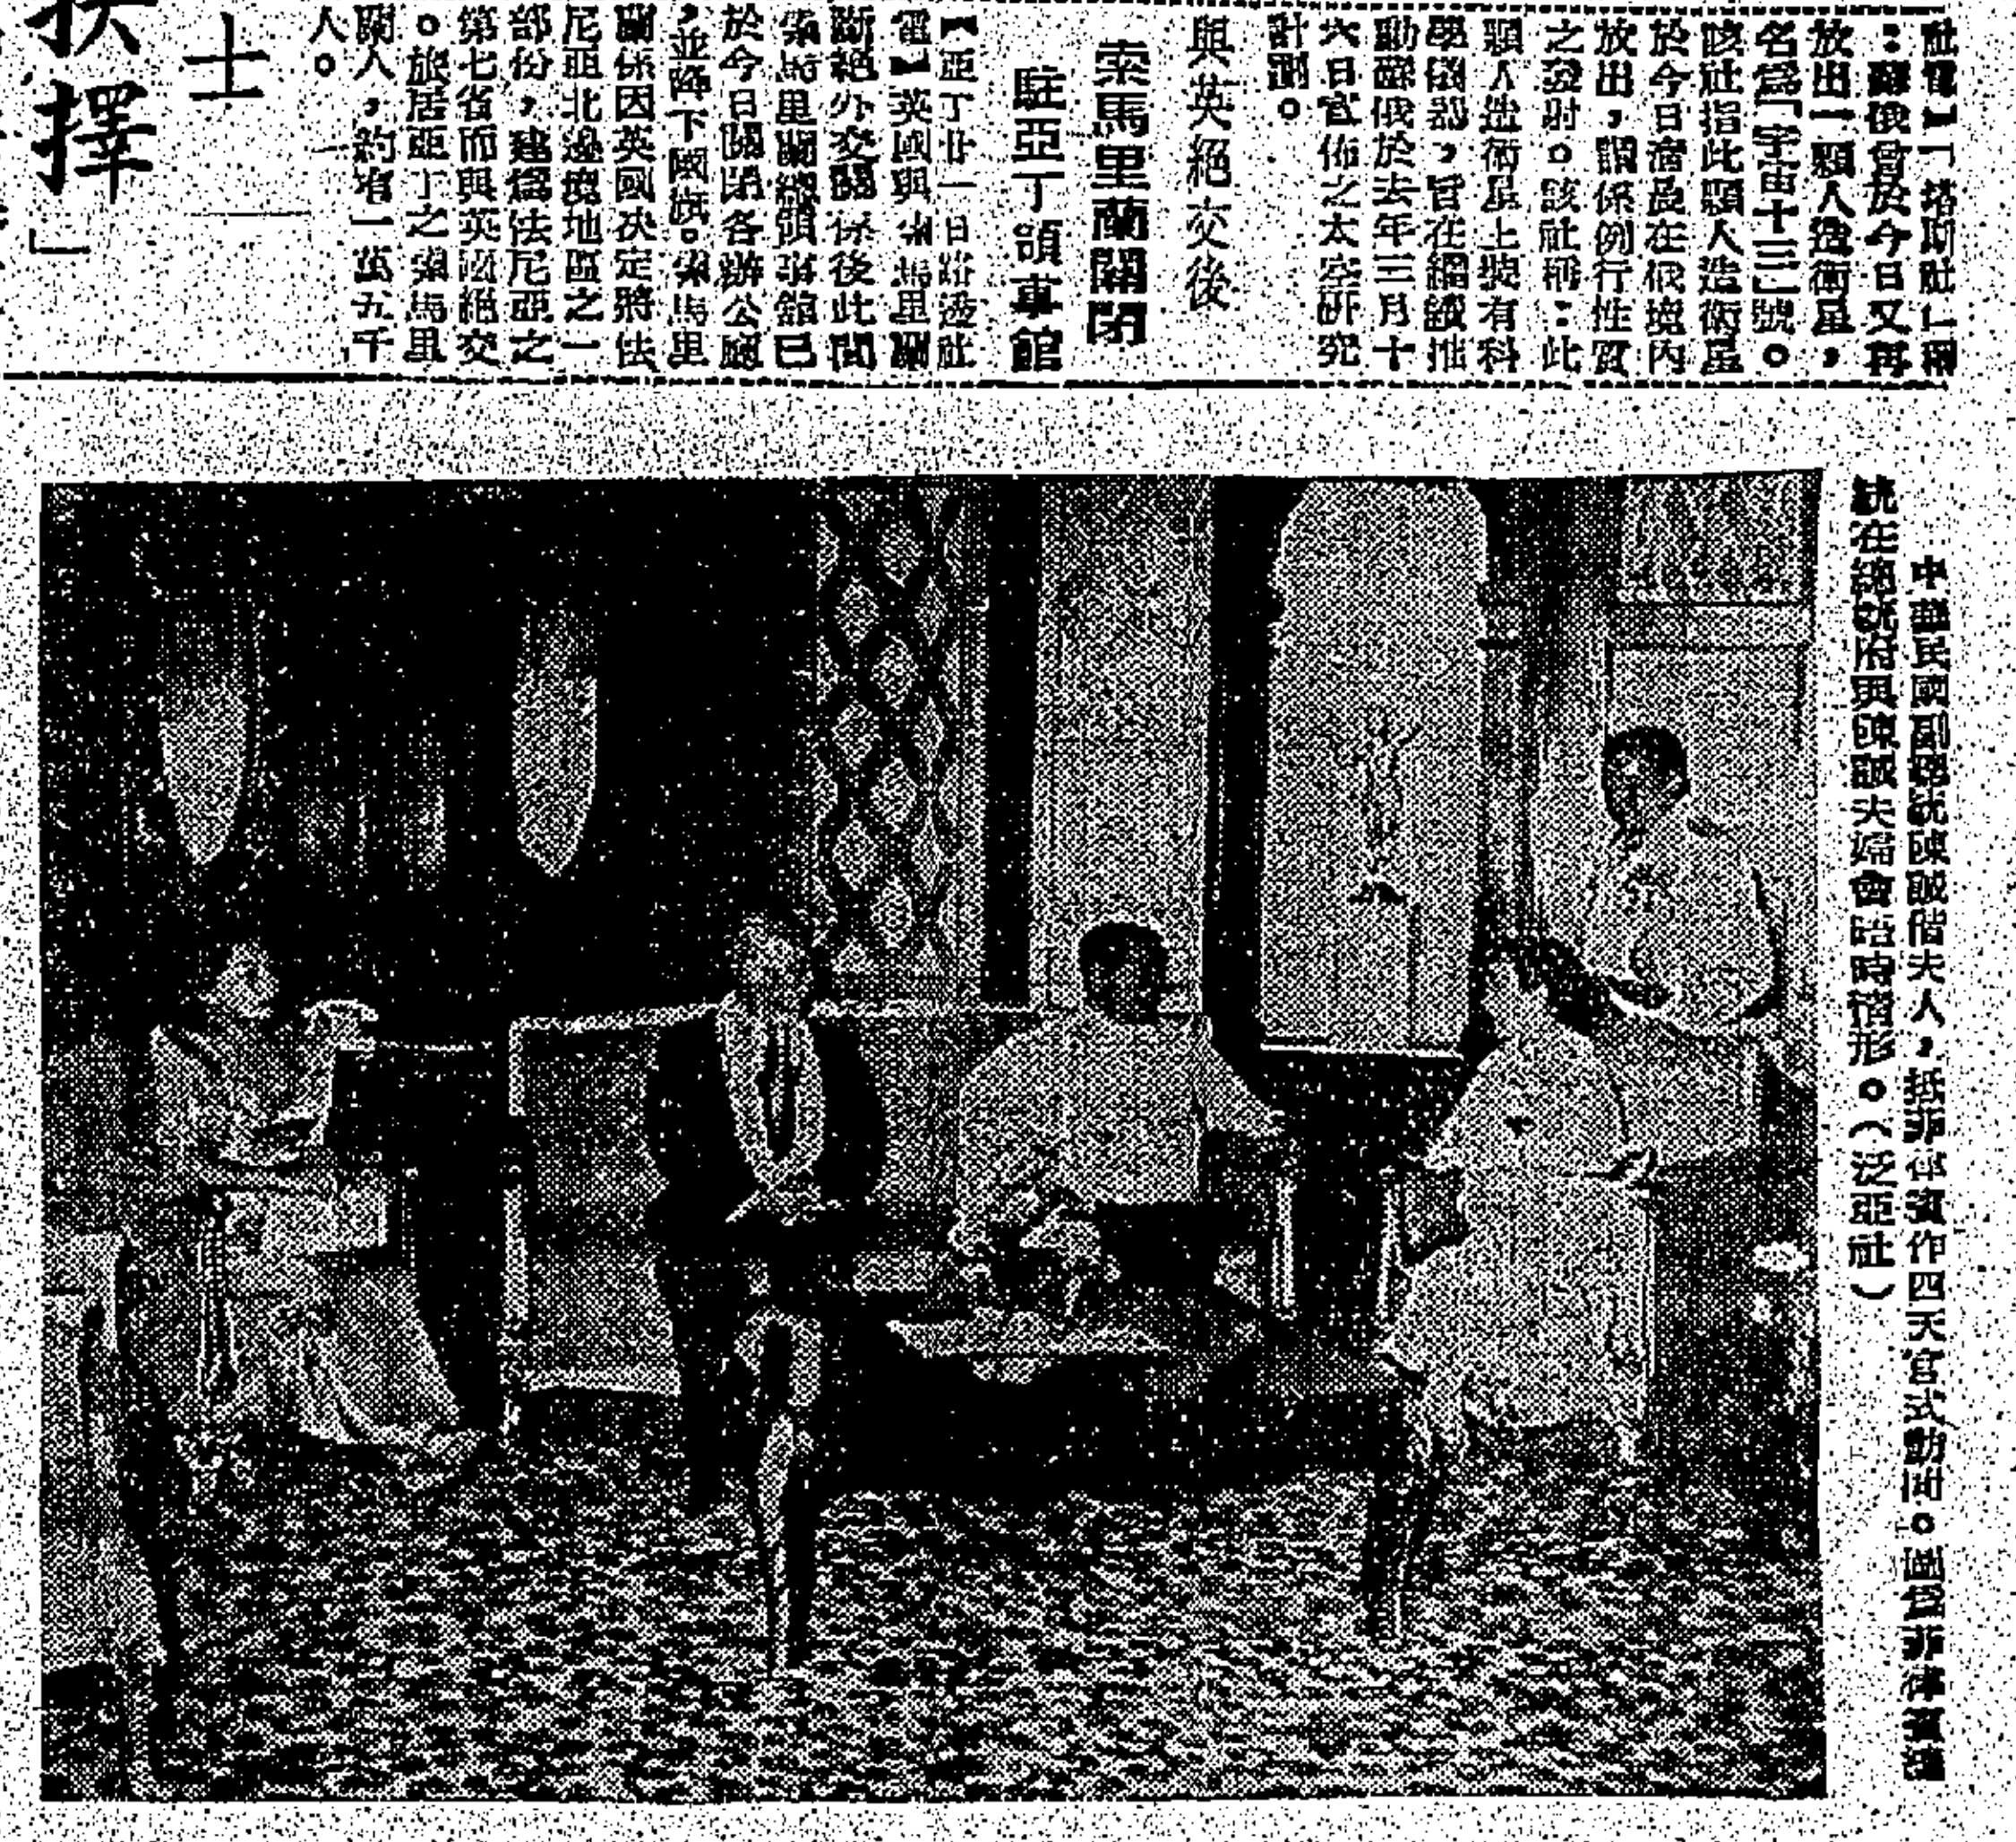 社電】「塔斯社」稱
：蘇俄會於今日又再
放出一顆人造衛星，
名爲「宇宙十三」號。
該社指此顆人造衛星
於今日清晨在俄境內
放出，謂係例行性質
之發射。該社稱：此
顆人造衛星上裝有科
學儀器，旨在繼續推
動蘇俄於去年三月十
六日宣佈之太空研究
計劃。
與英絕交後
索馬里蘭關閉
駐亞丁領事館
【亞丁廿一日路透社
電】英國與索馬里蘭
斷絕外交關係後此間
索馬里蘭總領事館已
於今日關閉各辦公廳
，並降下國旗。索馬里
蘭係因英國决定將佉
尼亞北邊境地區之一
部份，建爲佉尼亞之
第七省而與英國絕交
。旅居亞丁之索馬里
蘭人，約有一萬五千
人。
士
抉擇」
中華民國副總統陳誠偕夫人，抵菲律賓作四天官式訪問。圖爲菲律賓總
統在總統府與陳誠夫婦會晤時情形。（泛亞社）